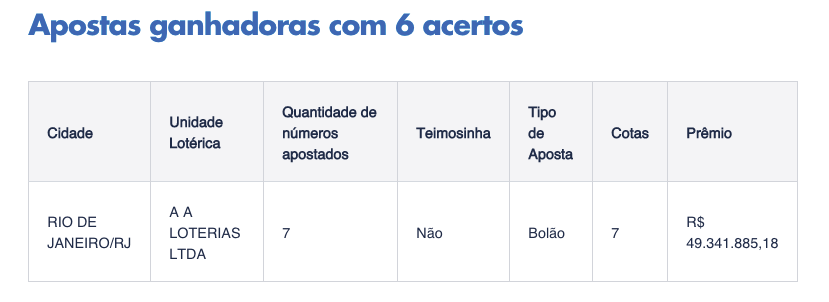 Apostas ganhadoras com 6 acertos
Cidade
Unidade
Lotérica
Quantidade de
números
apostados
Teimosinha
Tipo
de
Aposta
Cotas
Prêmio
RIO DE
JANEIRO/RJ
A A
LOTERIAS
LTDA
7
Não
Bolão
7
R$
49.341.885,18